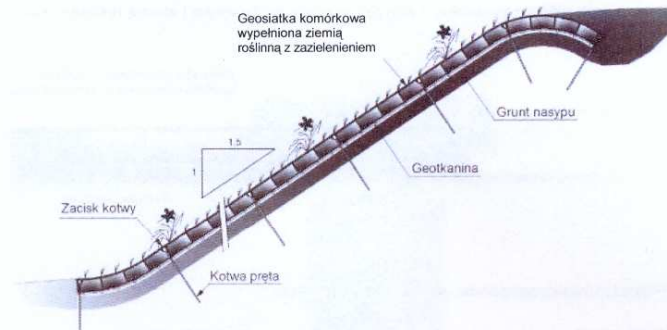 Geosiatka komórkowa
wypełniona ziemią
roślinną z zazielenieniem
Grunt nasypu
1.5
1
Geotkanina
Zacisk kotwy
Kotwa pręta